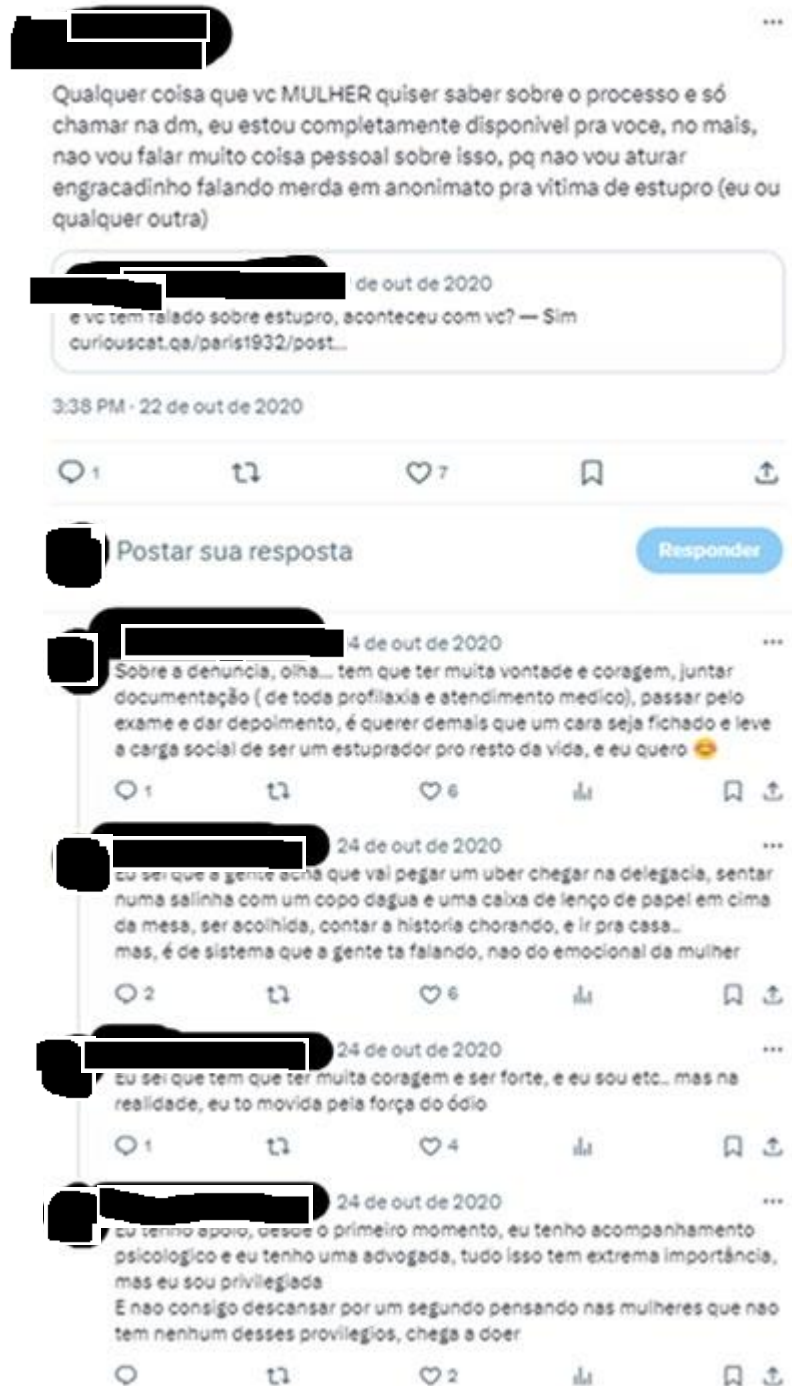 Qualquer coisa que vc MULHER quiser saber sobre o processo e só
chamar na dm, eu estou completamente disponivel pra voce, no mais,
nao vou falar muito coisa pessoal sobre isso, pq nao vou aturar
engracadinho falando merda em anonimato pra vitima de estupro (eu ou
qualquer outra)
de out de 2020
e vc tem falado sobre estupro, aconteceu com vc? — Sim
curiouscat.qa/paris1932/post...
3:38 PM · 22 de out de 2020
1 7
Postar sua resposta Responder
4 de out de 2020
Sobre a denuncia, olha... tem que ter muita vontade e coragem, juntar
documentação ( de toda profilaxia e atendimento medico), passar pelo
exame e dar depoimento, é querer demais que um cara seja fichado e leve
a carga social de ser um estuprador pro resto da vida, e eu quero 😊
1 6
24 de out de 2020
Eu sei que a gente acha que vai pegar um uber chegar na delegacia, sentar
numa salinha com um copo dagua e uma caixa de lenço de papel em cima
da mesa, ser acolhida, contar a historia chorando, e ir pra casa..
mas, é de sistema que a gente ta falando, nao do emocional da mulher
2 6
24 de out de 2020
Eu sei que tem que ter muita coragem e ser forte, e eu sou etc.. mas na
realidade, eu to movida pela força do ódio
1 4
24 de out de 2020
Eu tenho apoio, desde o primeiro momento, eu tenho acompanhamento
psicologico e eu tenho uma advogada, tudo isso tem extrema importância,
mas eu sou privilegiada
E nao consigo descansar por um segundo pensando nas mulheres que nao
tem nenhum desses provilegios, chega a doer
2